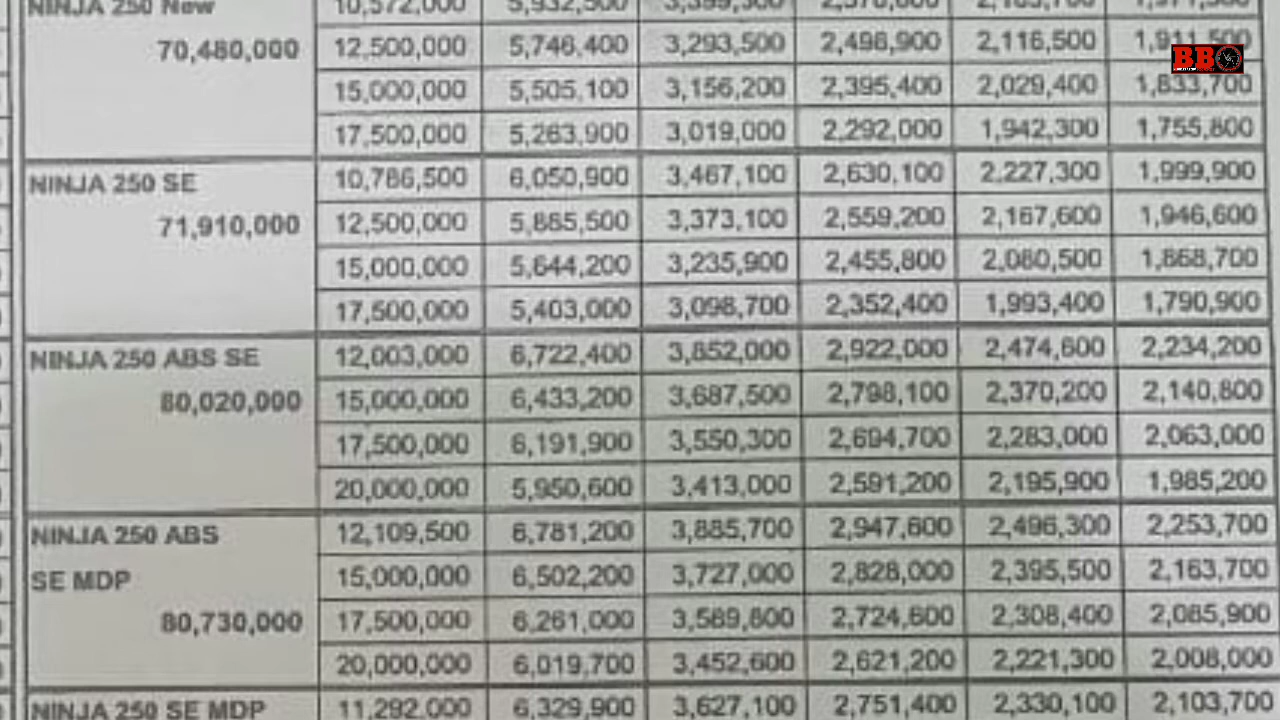 NINJA 250 New 10,572,000 5,932,500 3,399,300
70,480,000 12,500,000 5,746,400 3,293,500 2,496,900 2,116,500 1,911,500
BBO
15,000,000 5,505,100 3,156,200 2,395,400 2,029,400 1,833,700
17,500,000 5,263,900 3,019,000 2,292,000 1,942,300 1,755,800
NINJA 250 SE 10,786,500 6,050,900 3,467,100 2,630,100 2,227,300 1,999,900
71,910,000 12,500,000 5,885,500 3,373,100 2,559,200 2,167,600 1,946,600
15,000,000 5,644,200 3,235,900 2,455,800 2,080,500 1,868,700
17,500,000 5,403,000 3,098,700 2,352,400 1,993,400 1,790,900
NINJA 250 ABS SE 12,003,000 6,722,400 3,852,000 2,922,000 2,474,600 2,234,200
80,020,000 15,000,000 6,433,200 3,687,500 2,798,100 2,370,200 2,140,800
17,500,000 6,191,900 3,550,300 2,694,700 2,283,000 2,063,000
20,000,000 5,950,600 3,413,000 2,591,200 2,195,900 1,985,200
NINJA 250 ABS 12,109,500 6,781,200 3,885,700 2,947,600 2,496,300 2,253,700
SE MDP 15,000,000 6,502,200 3,727,000 2,828,000 2,395,500 2,163,700
80,730,000 17,500,000 6,261,000 3,589,800 2,724,600 2,308,400 2,085,900
20,000,000 6,019,700 3,452,600 2,621,200 2,221,300 2,008,000
NINJA 250 SE MDP 11,292,000 6,329,900 3,627,100 2,751,400 2,330,100 2,103,700